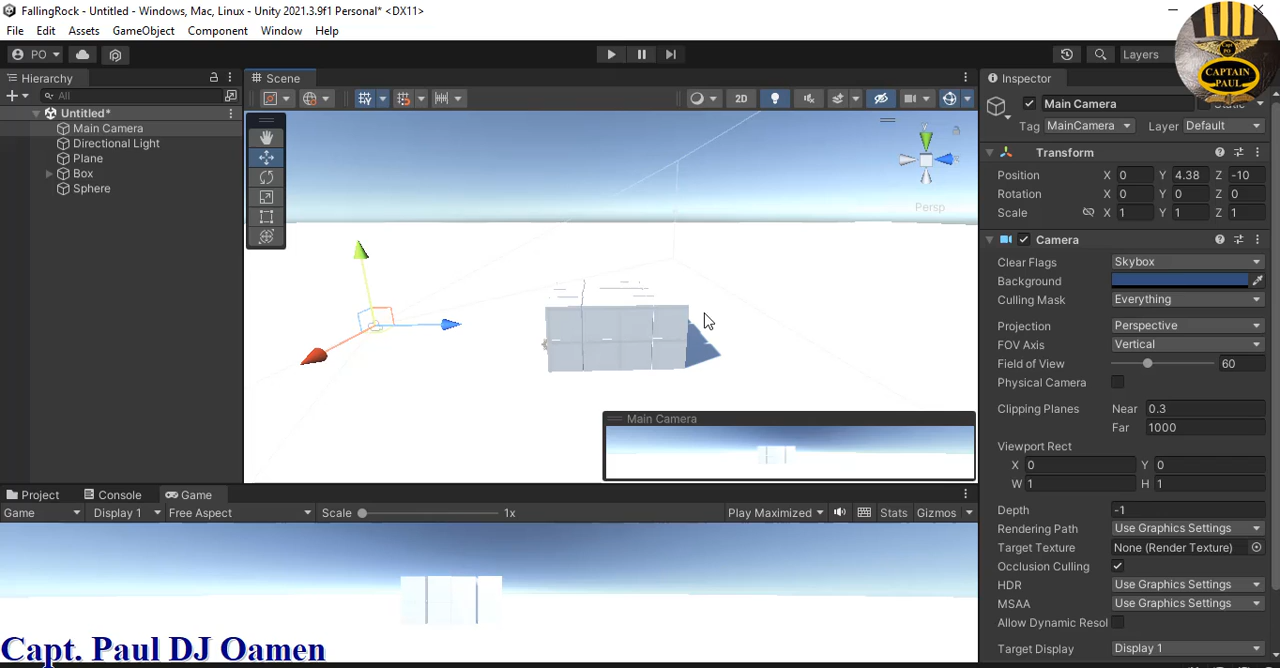 FallingRock - Untitled - Windows, Mac, Linux - Unity 2021.3.9f1 Personal* <DX11>
File Edit Assets GameObject Component Window Help
PO Layers
CAPTAIN
PAUL
Hierarchy
All
Untitled*
Main Camera
Directional Light
Plane
Box
Sphere
Scene
2D
Persp
Main Camera
Inspector
Main Camera
Tag MainCamera Layer Default
Transform
Position X 0 Y 4.38 Z -10
Rotation X 0 Y 0 Z 0
Scale X 1 Y 1 Z 1
Camera
Clear Flags Skybox
Background
Culling Mask Everything
Projection Perspective
FOV Axis Vertical
Field of View 60
Physical Camera
Clipping Planes Near 0.3
Far 1000
Viewport Rect
X 0 Y 0
W 1 H 1
Depth -1
Rendering Path Use Graphics Settings
Target Texture None (Render Texture)
Occlusion Culling
HDR Use Graphics Settings
MSAA Use Graphics Settings
Allow Dynamic Resol
Target Display Display 1
Project Console Game
Game Display 1 Free Aspect Scale 1x Play Maximized Stats Gizmos
Capt. Paul DJ Oamen